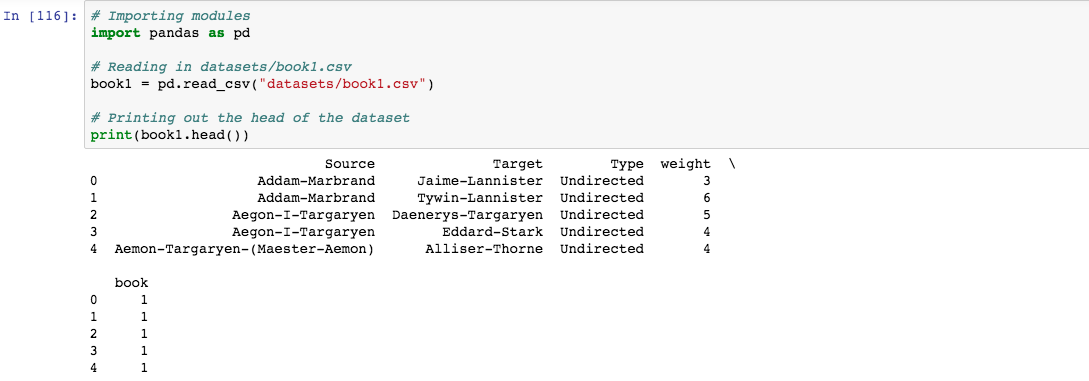 In [116]: # Importing modules
import pandas as pd
# Reading in datasets/book1.csv
book1 = pd.read_csv("datasets/book1.csv")
# Printing out the head of the dataset
print(book1.head())
Source Target Type weight \
0 Addam-Marbrand Jaime-Lannister Undirected 3
1 Addam-Marbrand Tywin-Lannister Undirected 6
2 Aegon-I-Targaryen Daenerys-Targaryen Undirected 5
3 Aegon-I-Targaryen Eddard-Stark Undirected 4
4 Aemon-Targaryen-(Maester-Aemon) Alliser-Thorne Undirected 4
book
0 1
1 1
2 1
3 1
4 1